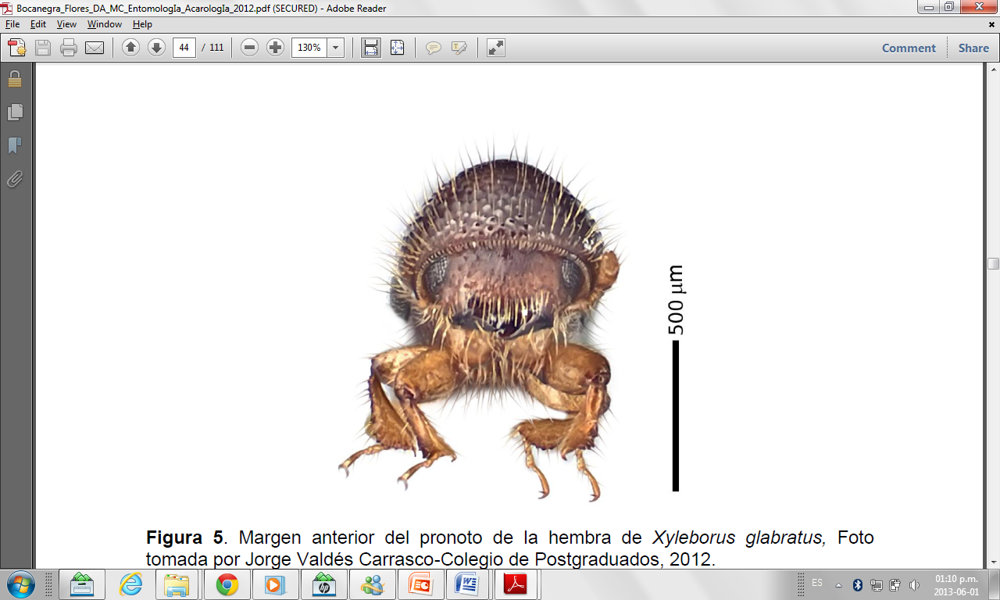 Bocanegra_Flores_DA_MC_EntomologIa_AcarologIa_2012.pdf (SECURED) - Adobe Reader
File Edit View Window Help
44 / 111 130% Comment Share
500 µm
Figura 5. Margen anterior del pronoto de la hembra de Xyleborus glabratus, Foto
tomada por Jorge Valdés Carrasco-Colegio de Postgraduados, 2012.
ES 01:10 p.m.
2013-06-01